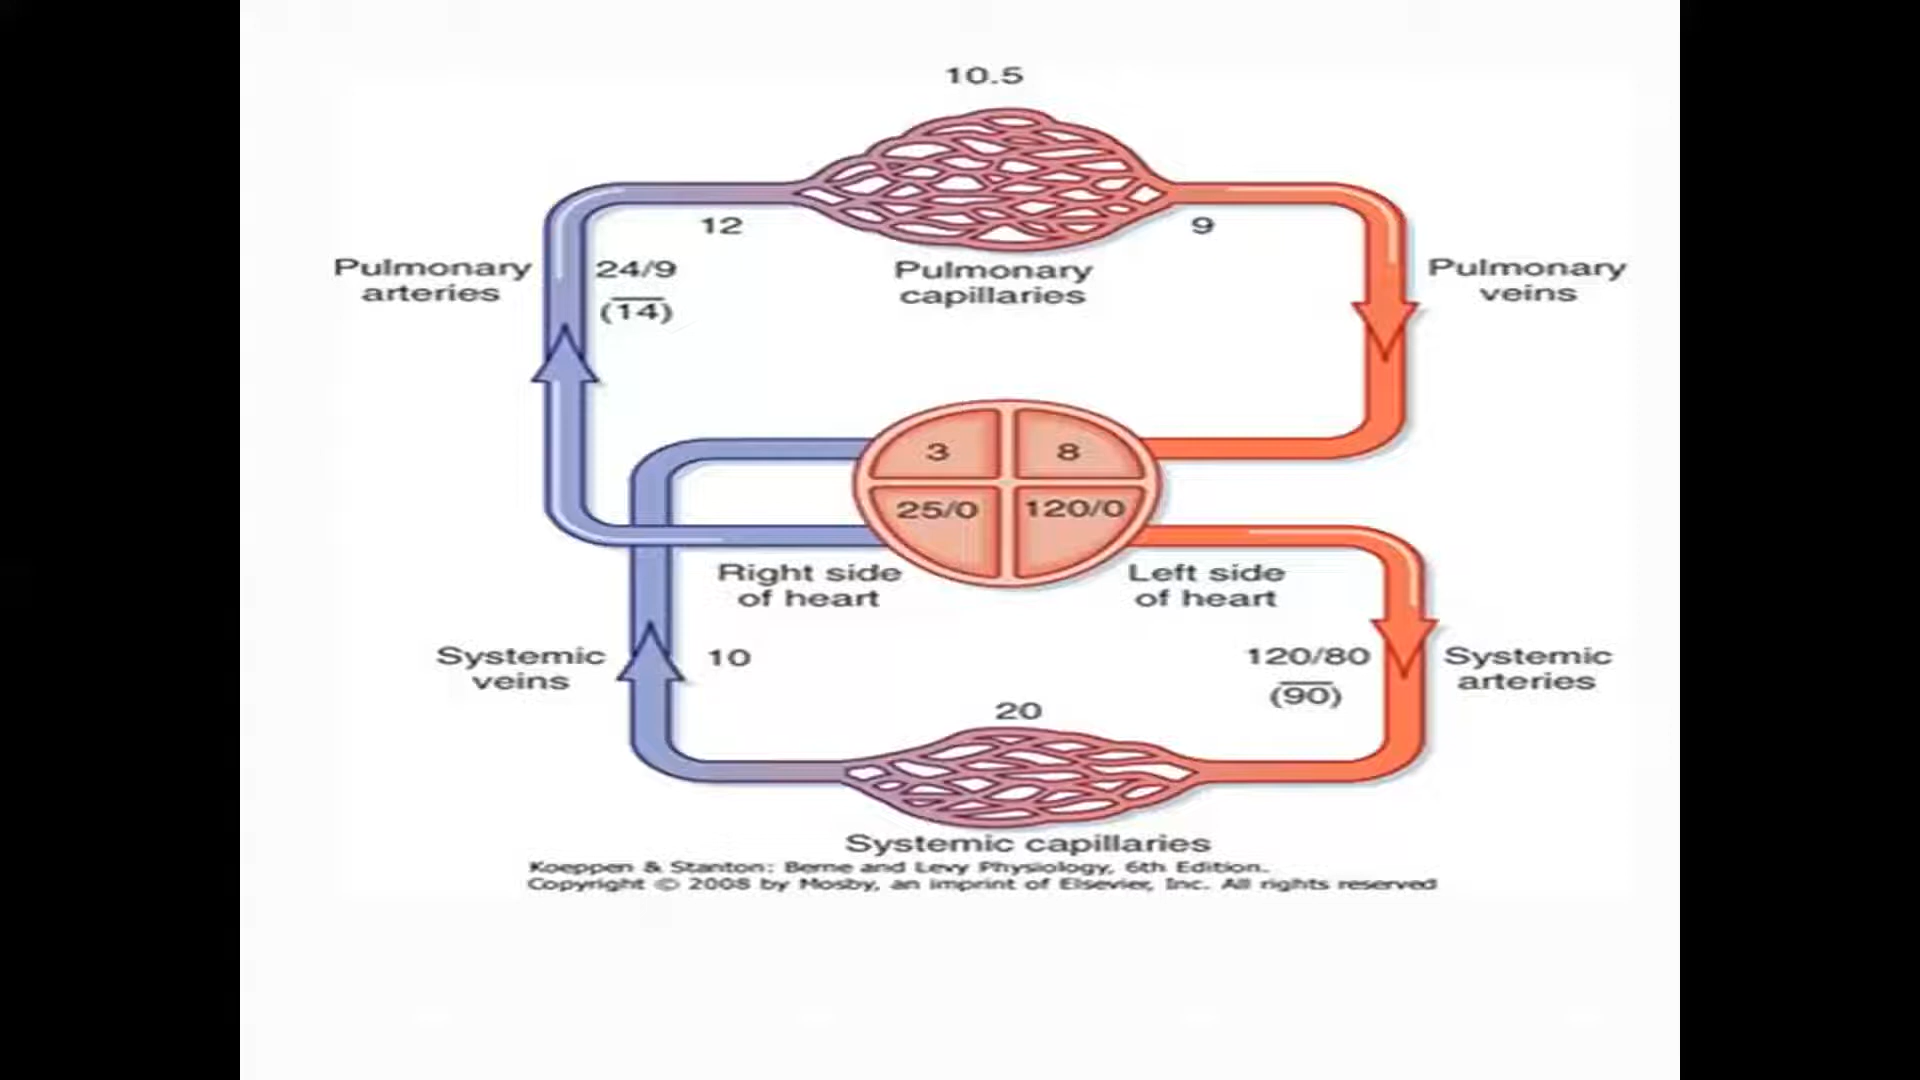 10.5
12
9
Pulmonary
arteries
24/9
(14)
Pulmonary
capillaries
Pulmonary
veins
3
8
25/0
120/0
Right side
of heart
Left side
of heart
Systemic
veins
10
120/80
(90)
Systemic
arteries
20
Systemic capillaries
Koeppen & Stanton: Berne and Levy Physiology, 6th Edition.
Copyright © 2008 by Mosby, an imprint of Elsevier, Inc. All rights reserved